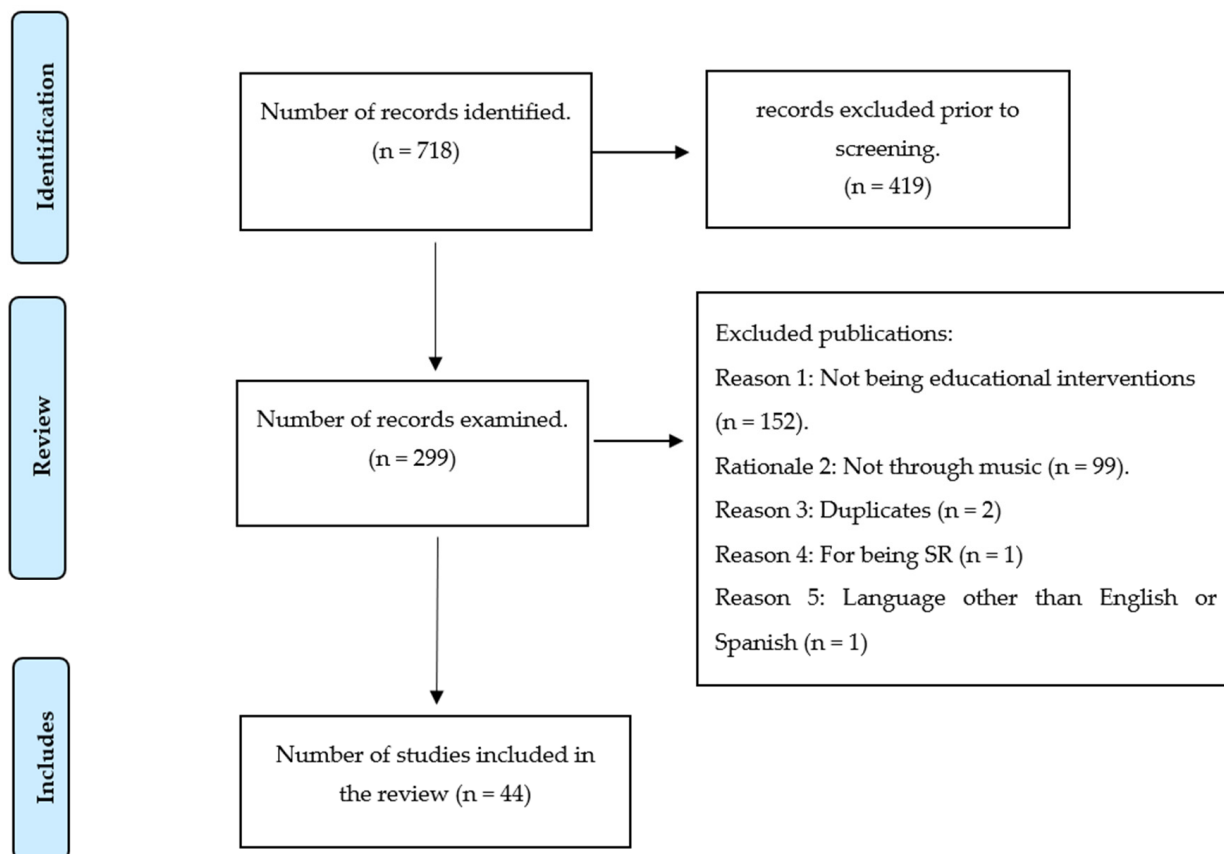 Identification
Number of records identified.
(n = 718)
records excluded prior to
screening.
(n = 419)
Review
Number of records examined.
(n = 299)
Excluded publications:
Reason 1: Not being educational interventions
(n = 152).
Rationale 2: Not through music (n = 99).
Reason 3: Duplicates (n = 2)
Reason 4: For being SR (n = 1)
Reason 5: Language other than English or
Spanish (n = 1)
Includes
Number of studies included in
the review (n = 44)